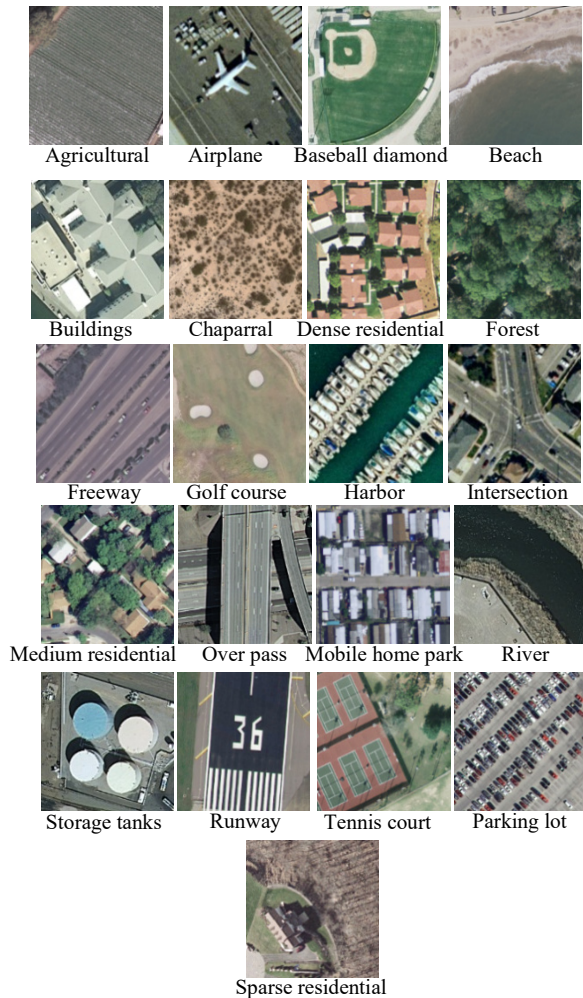 Agricultural Airplane Baseball diamond Beach
Buildings Chaparral Dense residential Forest
Freeway Golf course Harbor Intersection
Medium residential Over pass Mobile home park River
36
Storage tanks Runway Tennis court Parking lot
Sparse residential